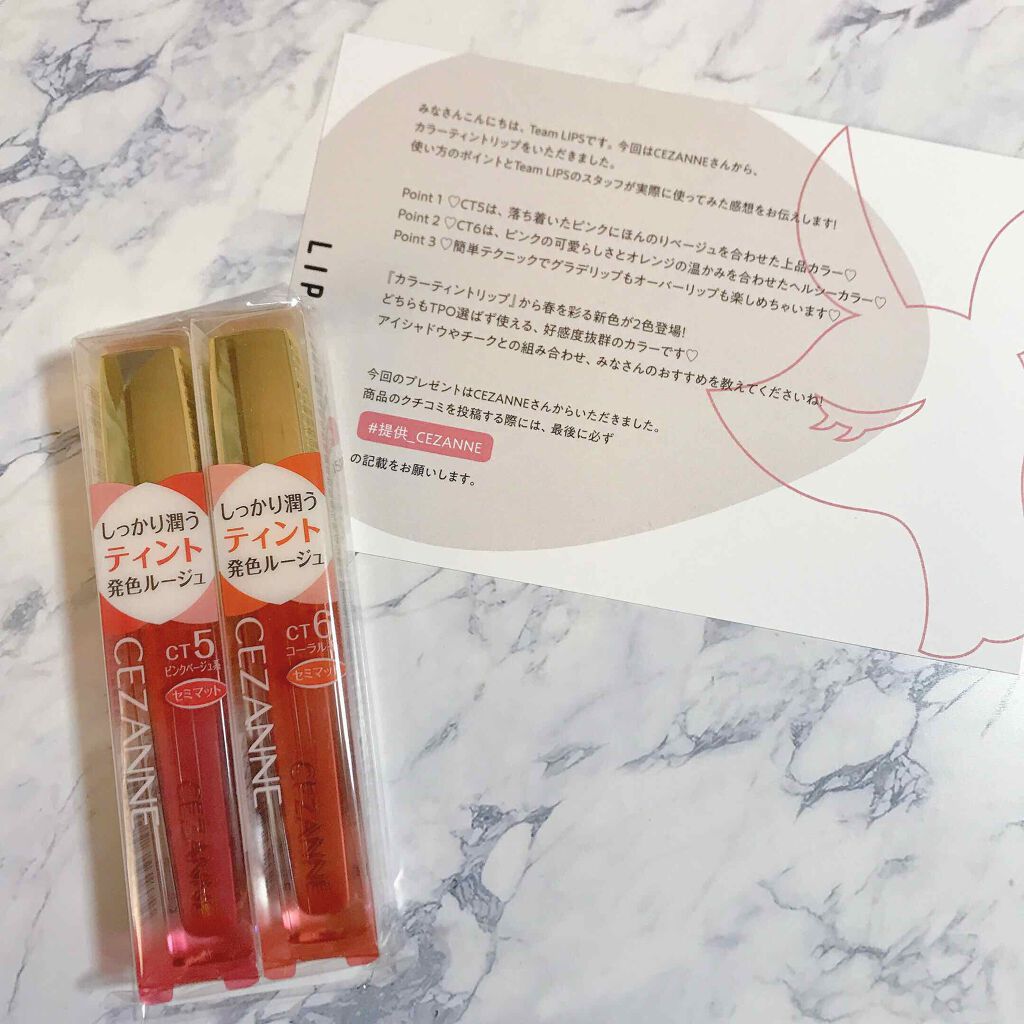 みなさんこんにちは、Team LIPSです。今回はCEZANNEさんから、
カラーティントリップをいただきました。
使い方のポイントとTeam LIPSのスタッフが実際に使ってみた感想をお伝えします!
Point 1 ♡CT5は、落ち着いたピンクにほんのりベージュを合わせた上品カラー♡
Point 2 ♡CT6は、ピンクの可愛らしさとオレンジの温かみを合わせたヘルシーカラー♡
Point 3 ♡簡単テクニックでグラデリップもオーバーリップも楽しめちゃいます♡
『カラーティントリップ』から春を彩る新色が2色登場!
どちらもTPO選ばず使える、好感度抜群のカラーです♡
アイシャドウやチークとの組み合わせ、みなさんのおすすめを教えてくださいね!
今回のプレゼントはCEZANNEさんからいただきました。
商品のクチコミを投稿する際には、最後に必ず
#提供_CEZANNE
の記載をお願いします。
LIP
しっかり潤う
ティント
発色ルージュ
CT5
ピンクベージュ系
セミマット
CEZANNE
CEZANNE
しっかり潤う
ティント
発色ルージュ
CT6
コーラル
セミマット
CEZANNE
CEZANNE